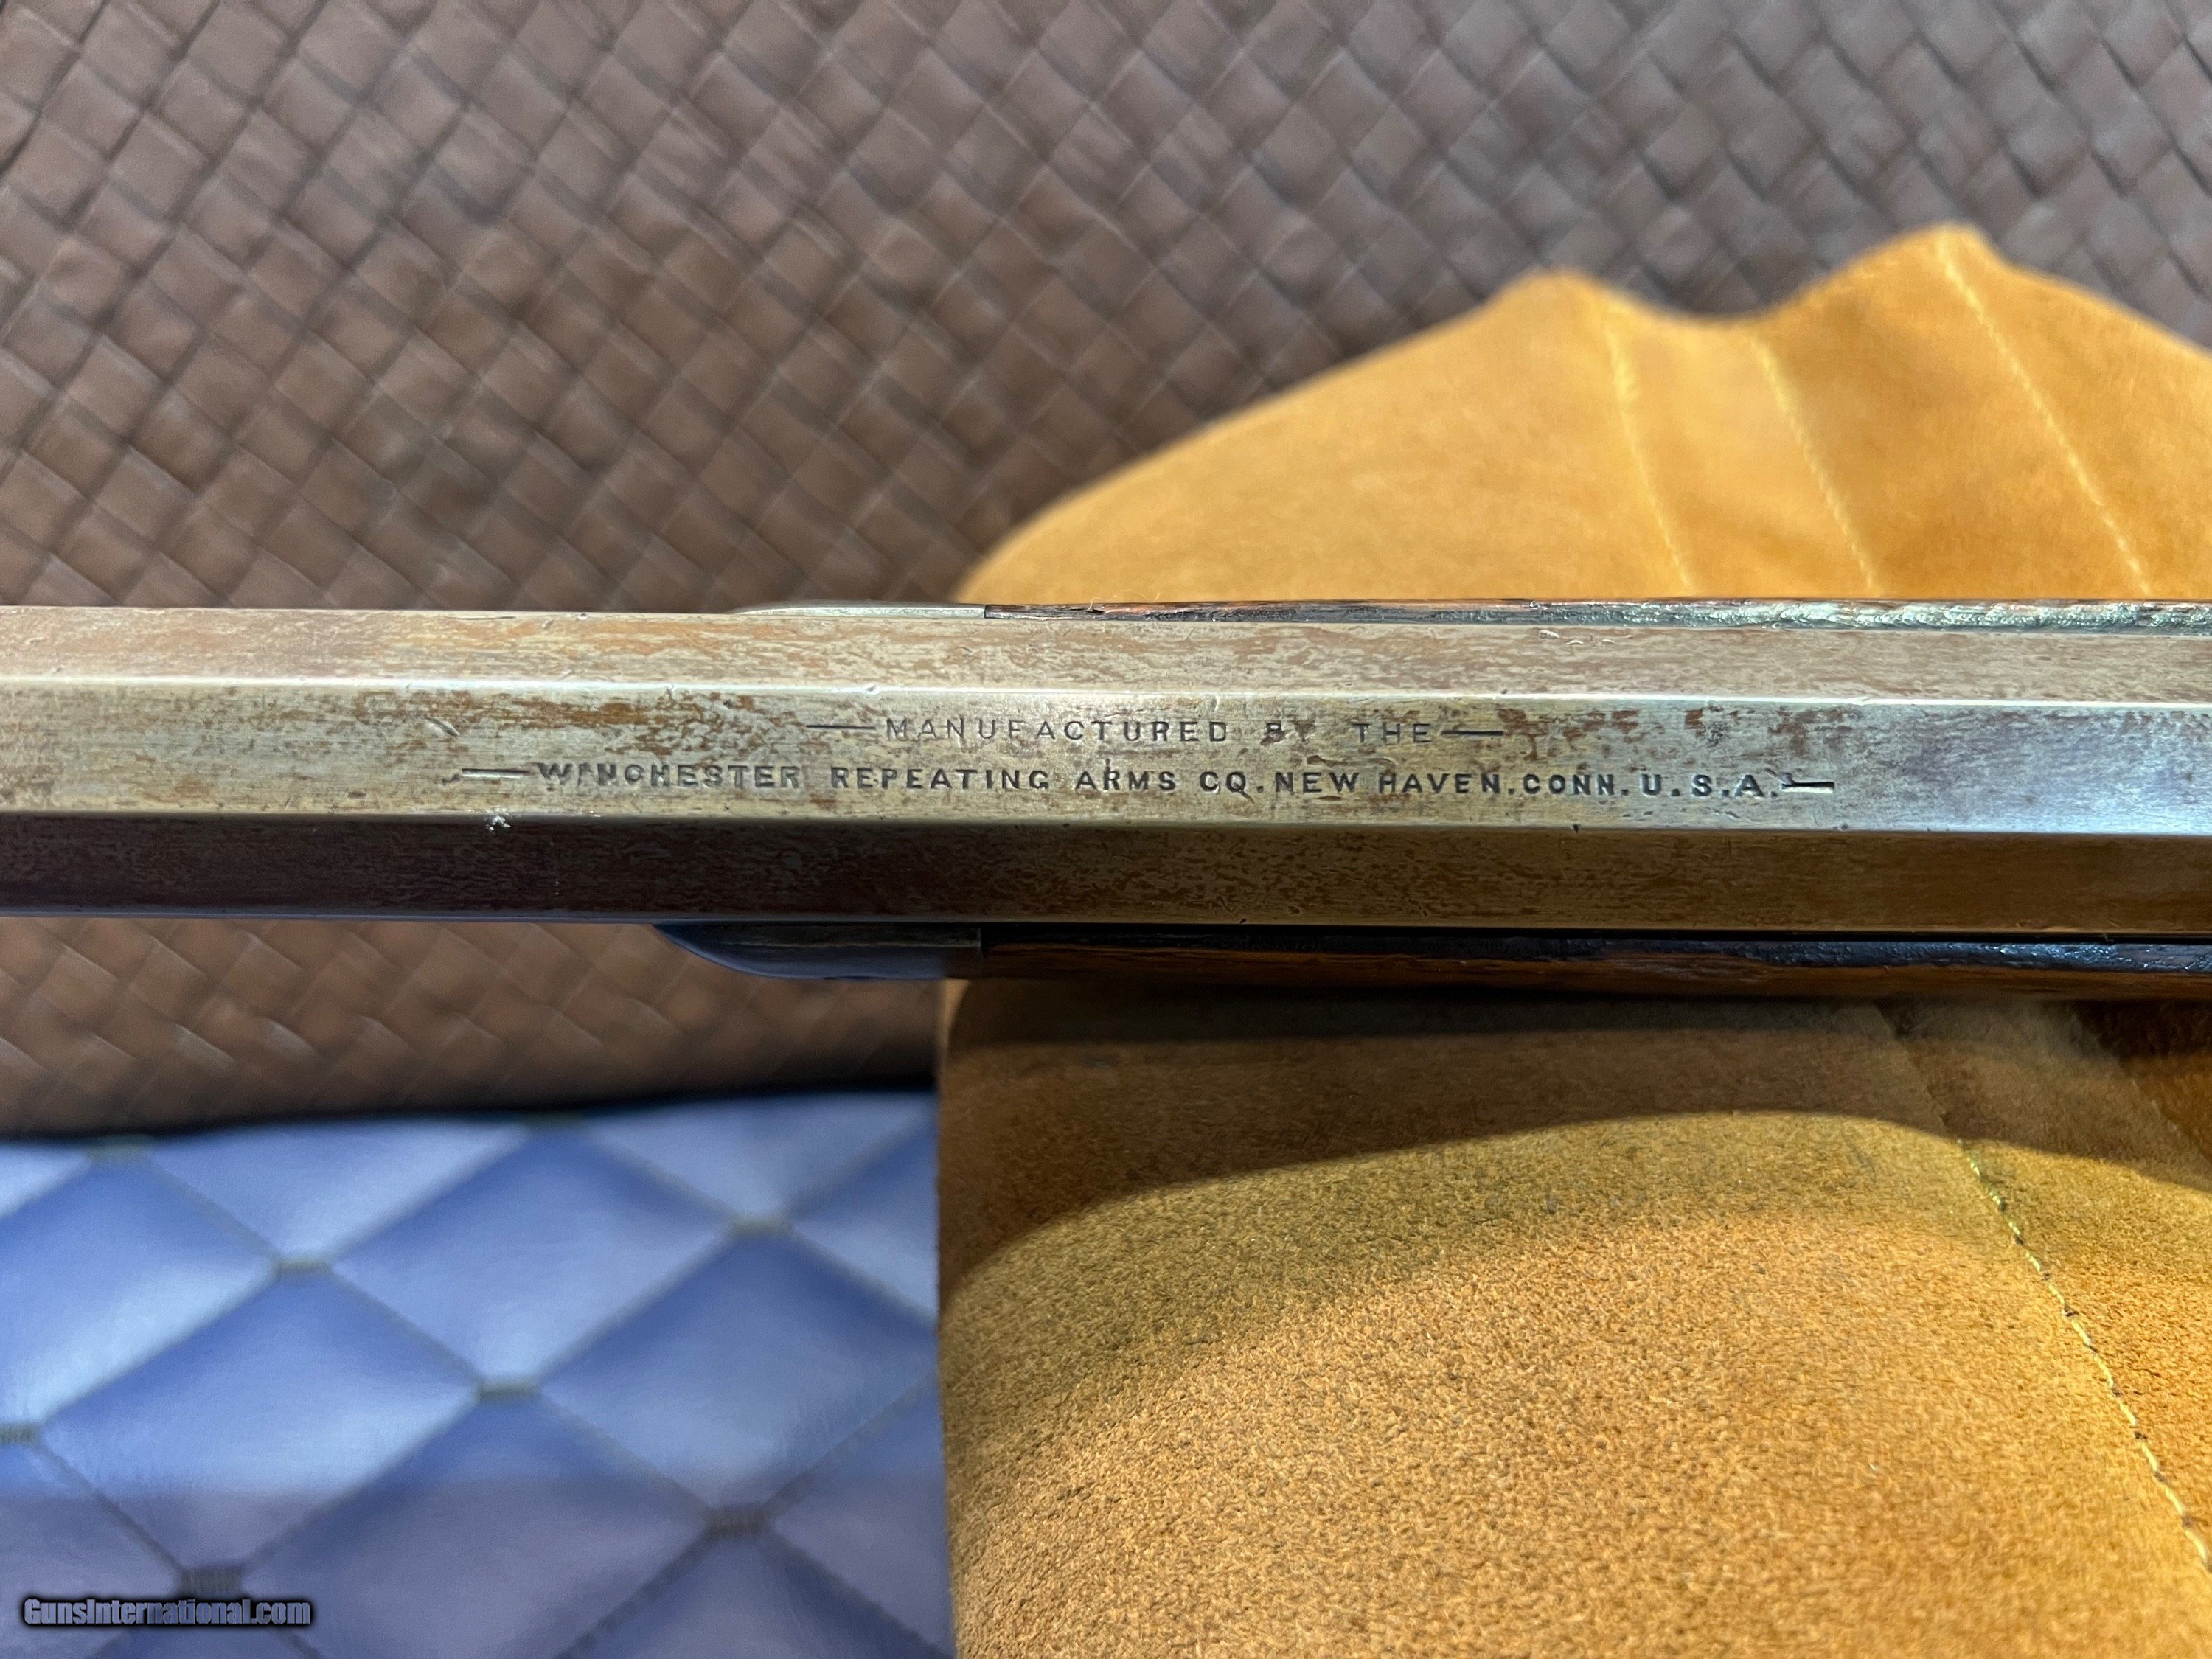 —MANUFACTURED BY THE—
—WINCHESTER REPEATING ARMS CO. NEW HAVEN. CONN. U.S.A.—
GunsInternational.com